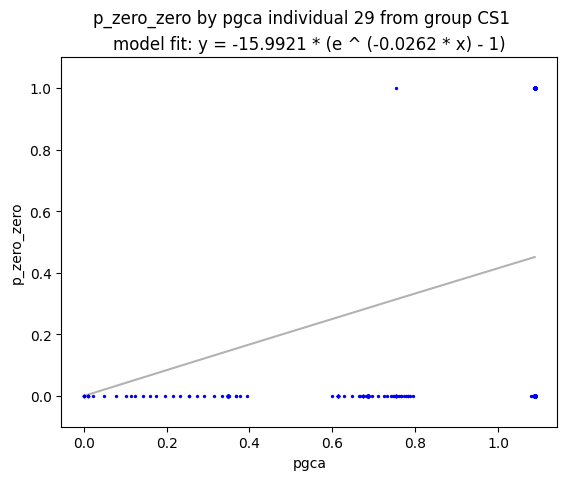 p_zero_zero by pgca individual 29 from group CS1
model fit: y = -15.9921 * (e ^ (-0.0262 * x) - 1)
1.0
0.8
0.6
0.4
0.2
0.0
p_zero_zero
0.0 0.2 0.4 0.6 0.8 1.0
pgca